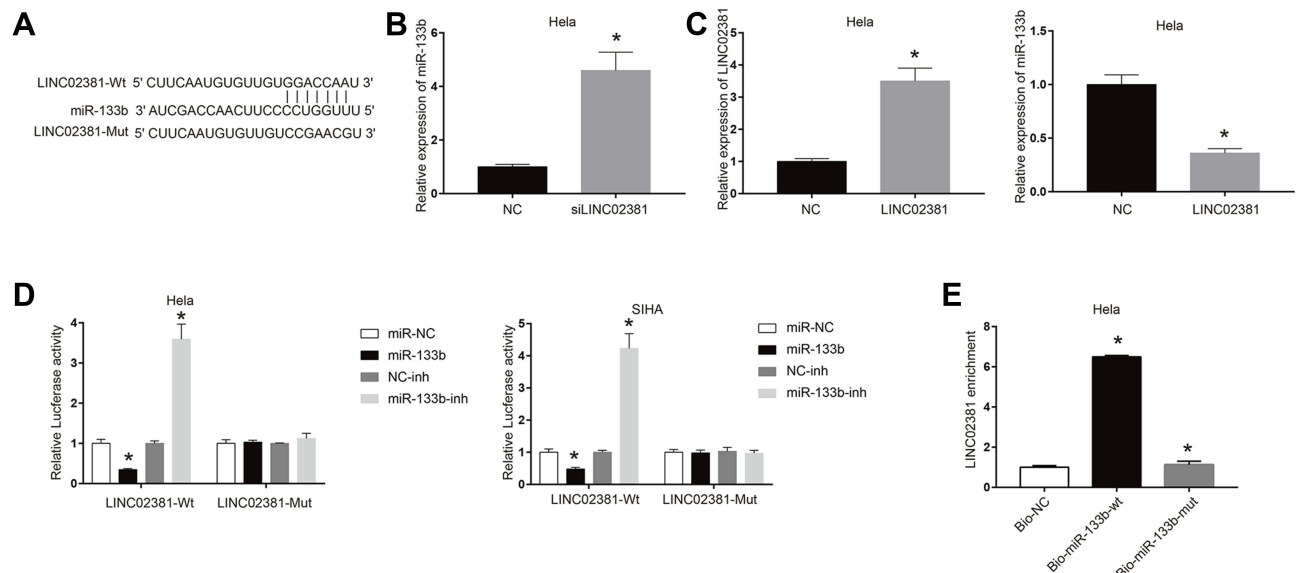 A
LINC02381-Wt 5' CUUCAAUGUGUUGUGGACCAAU 3'
miR-133b 3' AUCGACCAACUUCCCCUGGUUU 5'
LINC02381-Mut 5' CUUCAAUGUGUUGUCCGAACGU 3'
B
Hela
Relative expression of miR-133b
6
4
2
0
*
NC
siLINC02381
C
Hela
Relative expression of LINC02381
5
4
3
2
1
0
*
NC
LINC02381
Hela
Relative expression of miR-133b
1.5
1.0
0.5
0.0
*
NC
LINC02381
D
Hela
Relative Luciferase activity
4
3
2
1
0
*
*
LINC02381-Wt
LINC02381-Mut
miR-NC
miR-133b
NC-inh
miR-133b-inh
SIHA
Relative Luciferase activity
5
4
3
2
1
0
*
*
LINC02381-Wt
LINC02381-Mut
miR-NC
miR-133b
NC-inh
miR-133b-inh
E
Hela
LINC02381 enrichment
8
6
4
2
0
*
*
Bio-NC
Bio-miR-133b-wt
Bio-miR-133b-mut